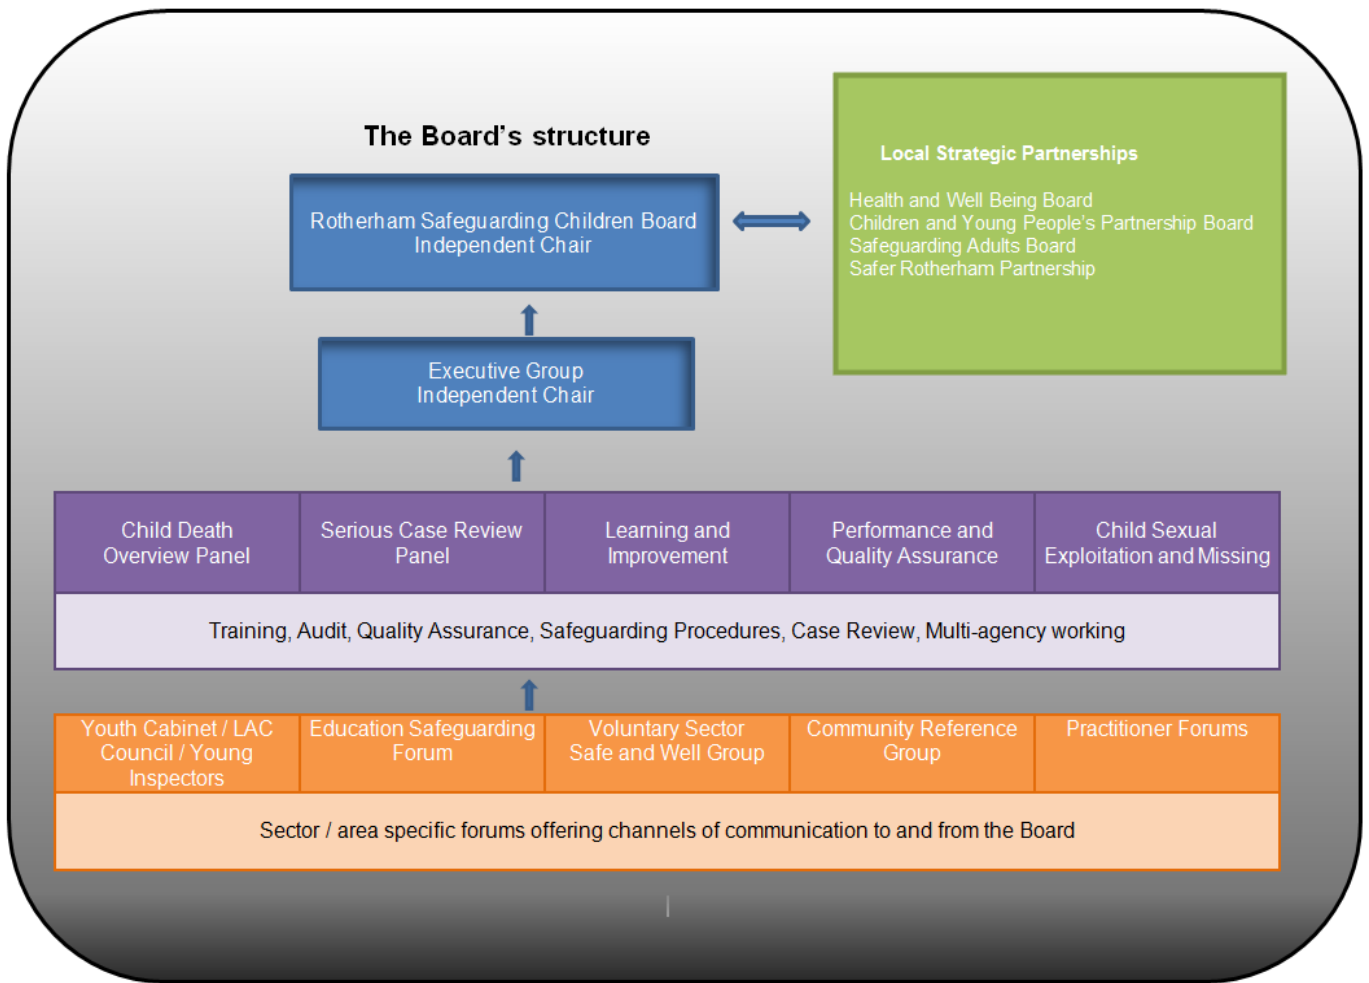 The Board's structure
Rotherham Safeguarding Children Board
Independent Chair
Local Strategic Partnerships
Health and Well Being Board
Children and Young People's Partnership Board
Safeguarding Adults Board
Safer Rotherham Partnership
Executive Group
Independent Chair
Child Death
Overview Panel
Serious Case Review
Panel
Learning and
Improvement
Performance and
Quality Assurance
Child Sexual
Exploitation and Missing
Training, Audit, Quality Assurance, Safeguarding Procedures, Case Review, Multi-agency working
Youth Cabinet / LAC
Council / Young
Inspectors
Education Safeguarding
Forum
Voluntary Sector
Safe and Well Group
Community Reference
Group
Practitioner Forums
Sector / area specific forums offering channels of communication to and from the Board